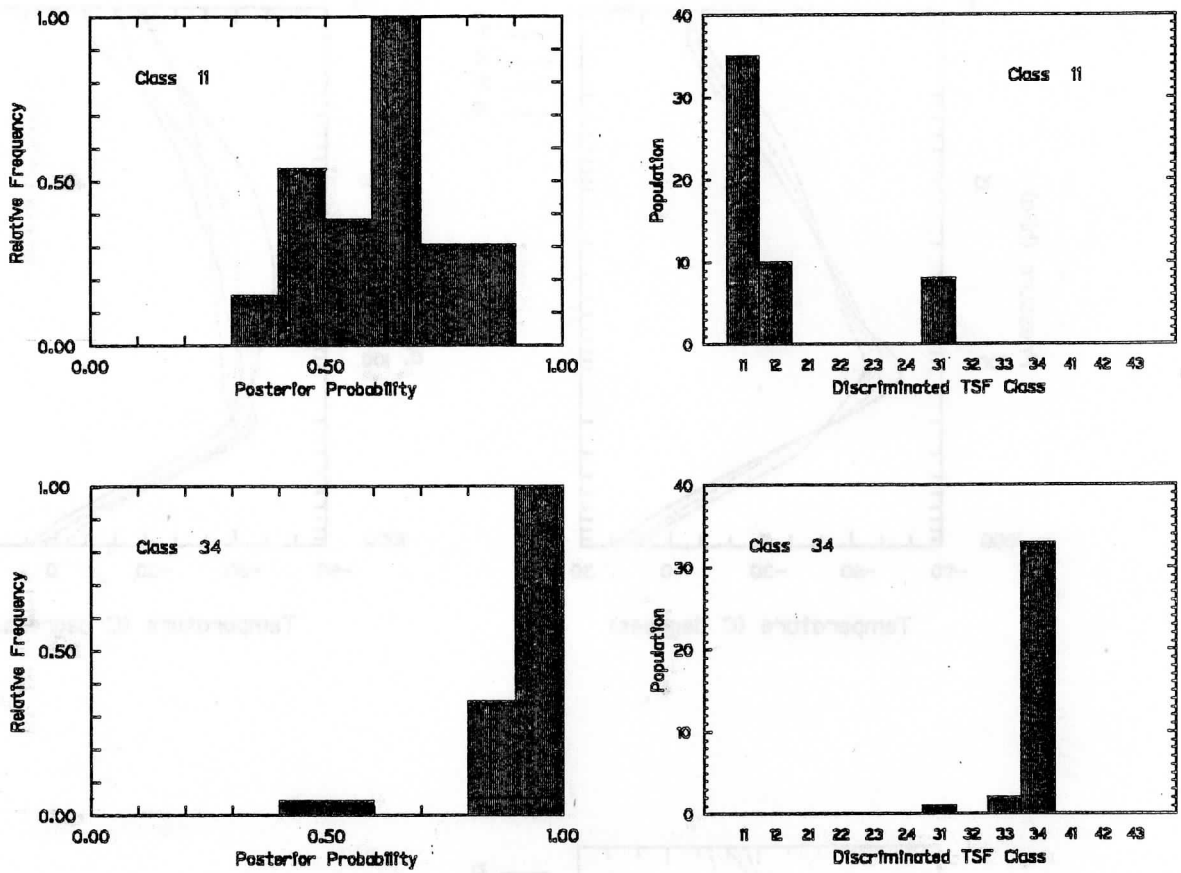 1.00
Class 11
0.50
0.00
Relative Frequency
0.00 0.50 1.00
Posterior Probability
40
Class 11
30
20
10
0
Population
11 12 21 22 23 24 31 32 33 34 41 42 43
Discriminated TSF Class
1.00
Class 34
0.50
0.00
Relative Frequency
0.00 0.50 1.00
Posterior Probability
40
Class 34
30
20
10
0
Population
11 12 21 22 23 24 31 32 33 34 41 42 43
Discriminated TSF Class
Temperature (C degrees)
Temperature (C degrees